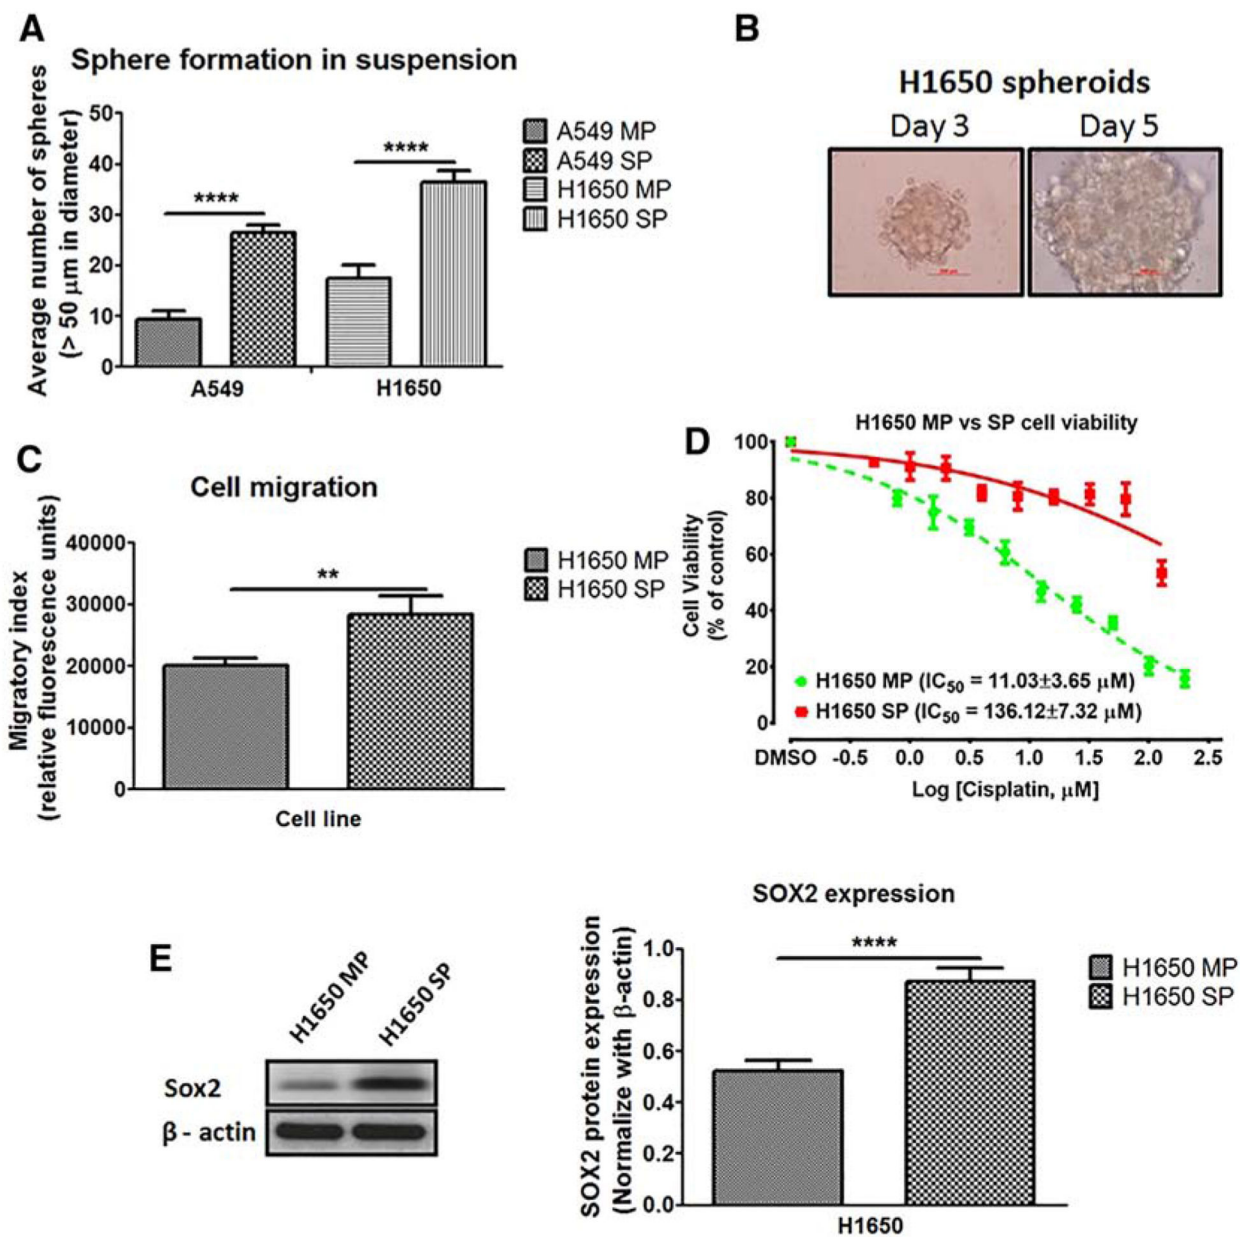 A
Sphere formation in suspension
Average number of spheres
(> 50 μm in diameter)
50
40
30
20
10
0
****
****
A549
H1650
A549 MP
A549 SP
H1650 MP
H1650 SP
B
H1650 spheroids
Day 3
Day 5
C
Cell migration
Migratory index
(relative fluorescence units)
40000
30000
20000
10000
0
**
Cell line
H1650 MP
H1650 SP
D
H1650 MP vs SP cell viability
Cell Viability
(% of control)
100
80
60
40
20
0
H1650 MP (IC50 = 11.03±3.65 μM)
H1650 SP (IC50 = 136.12±7.32 μM)
DMSO -0.5 0.0 0.5 1.0 1.5 2.0 2.5
Log [Cisplatin, μM]
E
H1650 MP
H1650 SP
Sox2
β - actin
SOX2 expression
SOX2 protein expression
(Normalize with β-actin)
1.0
0.8
0.6
0.4
0.2
0.0
****
H1650
H1650 MP
H1650 SP